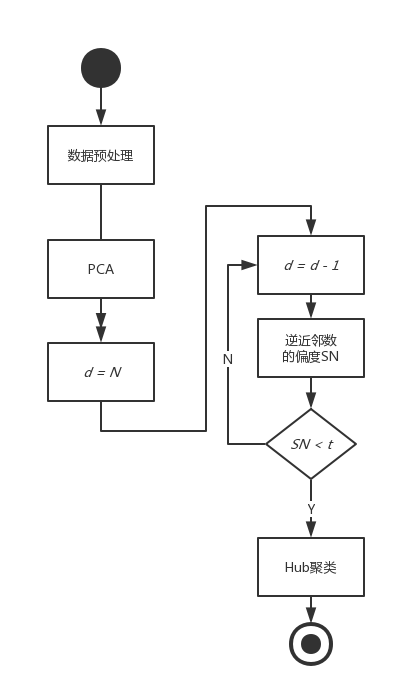 数据预处理
PCA
d = N
d = d - 1
逆近邻数
的偏度SN
N
SN < t
Y
Hub聚类